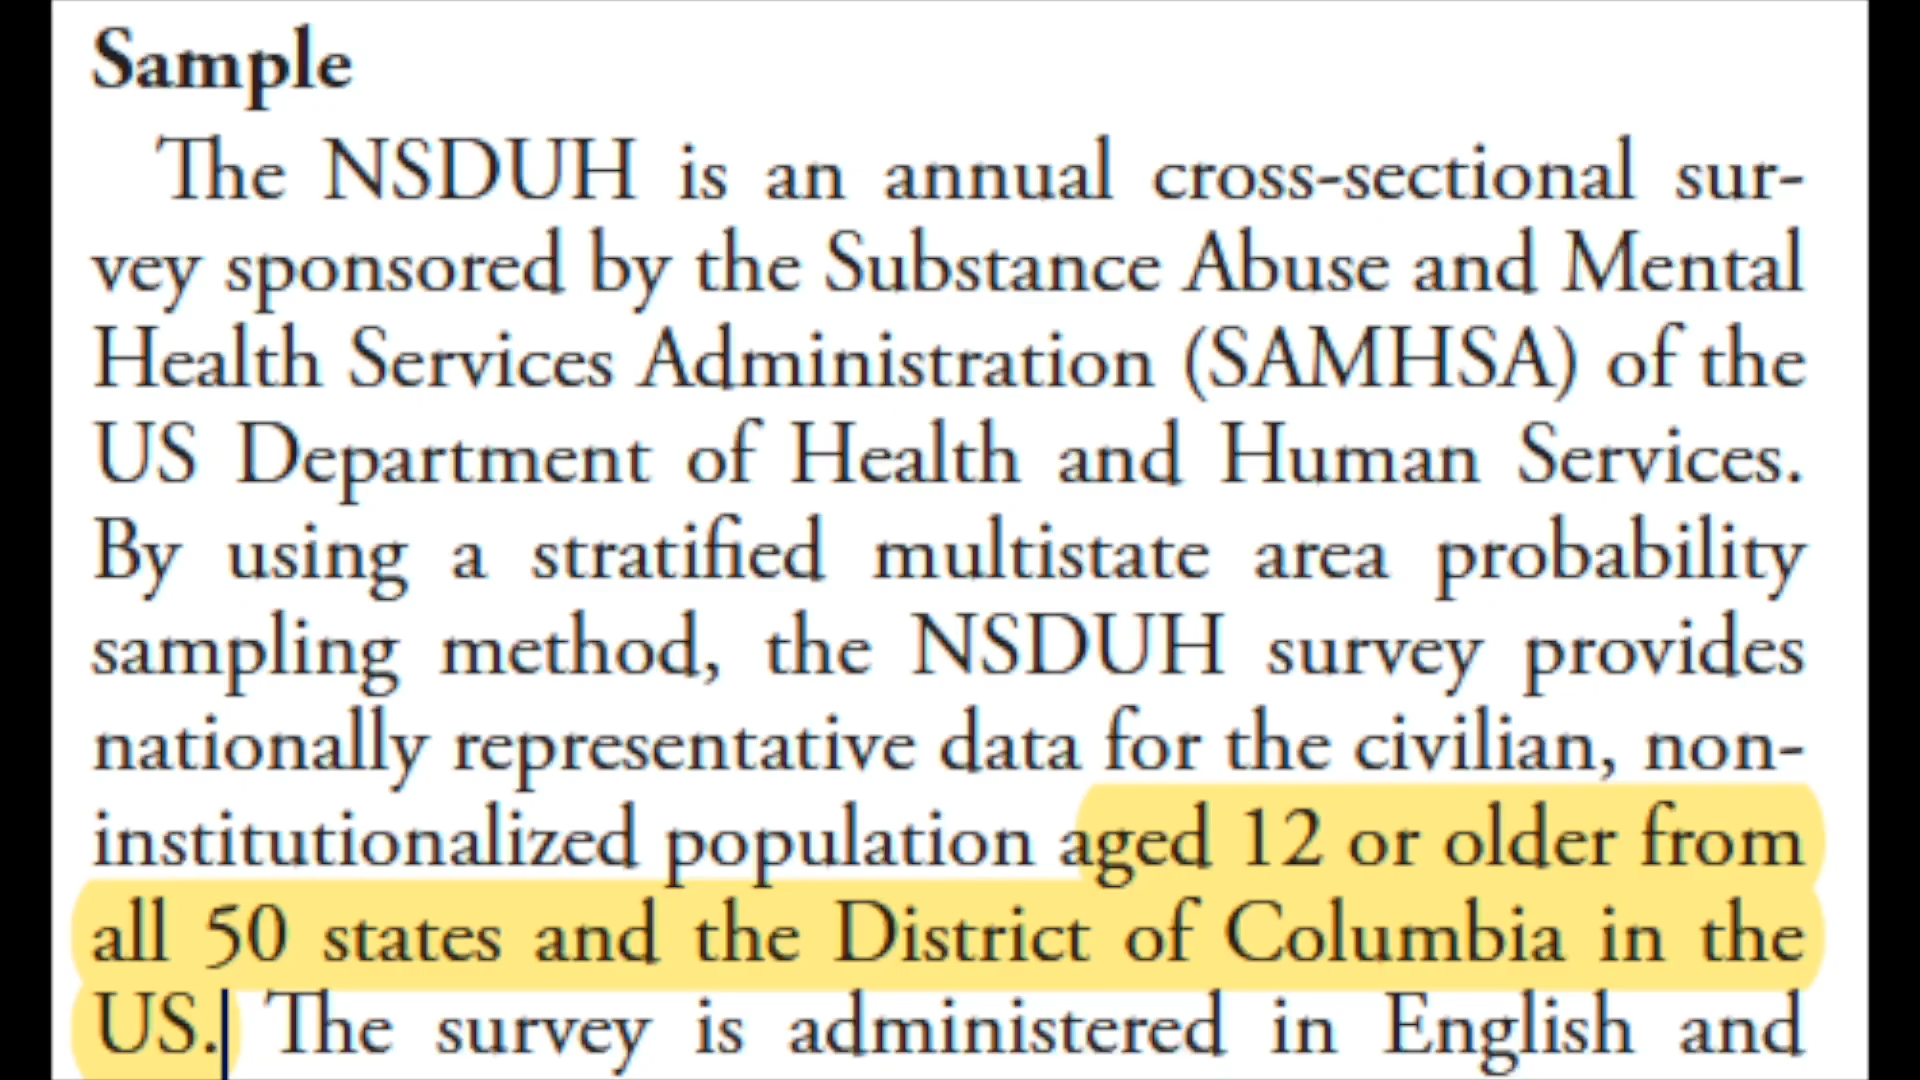 Sample
The NSDUH is an annual cross-sectional sur-
vey sponsored by the Substance Abuse and Mental
Health Services Administration (SAMHSA) of the
US Department of Health and Human Services.
By using a stratified multistate area probability
sampling method, the NSDUH survey provides
nationally representative data for the civilian, non-
institutionalized population aged 12 or older from
all 50 states and the District of Columbia in the
US. The survey is administered in English and